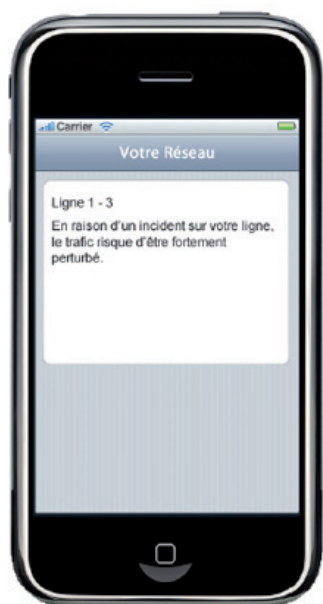 Carrier
Votre Réseau
Ligne 1 - 3
En raison d'un incident sur votre ligne,
le trafic risque d'être fortement
perturbé.